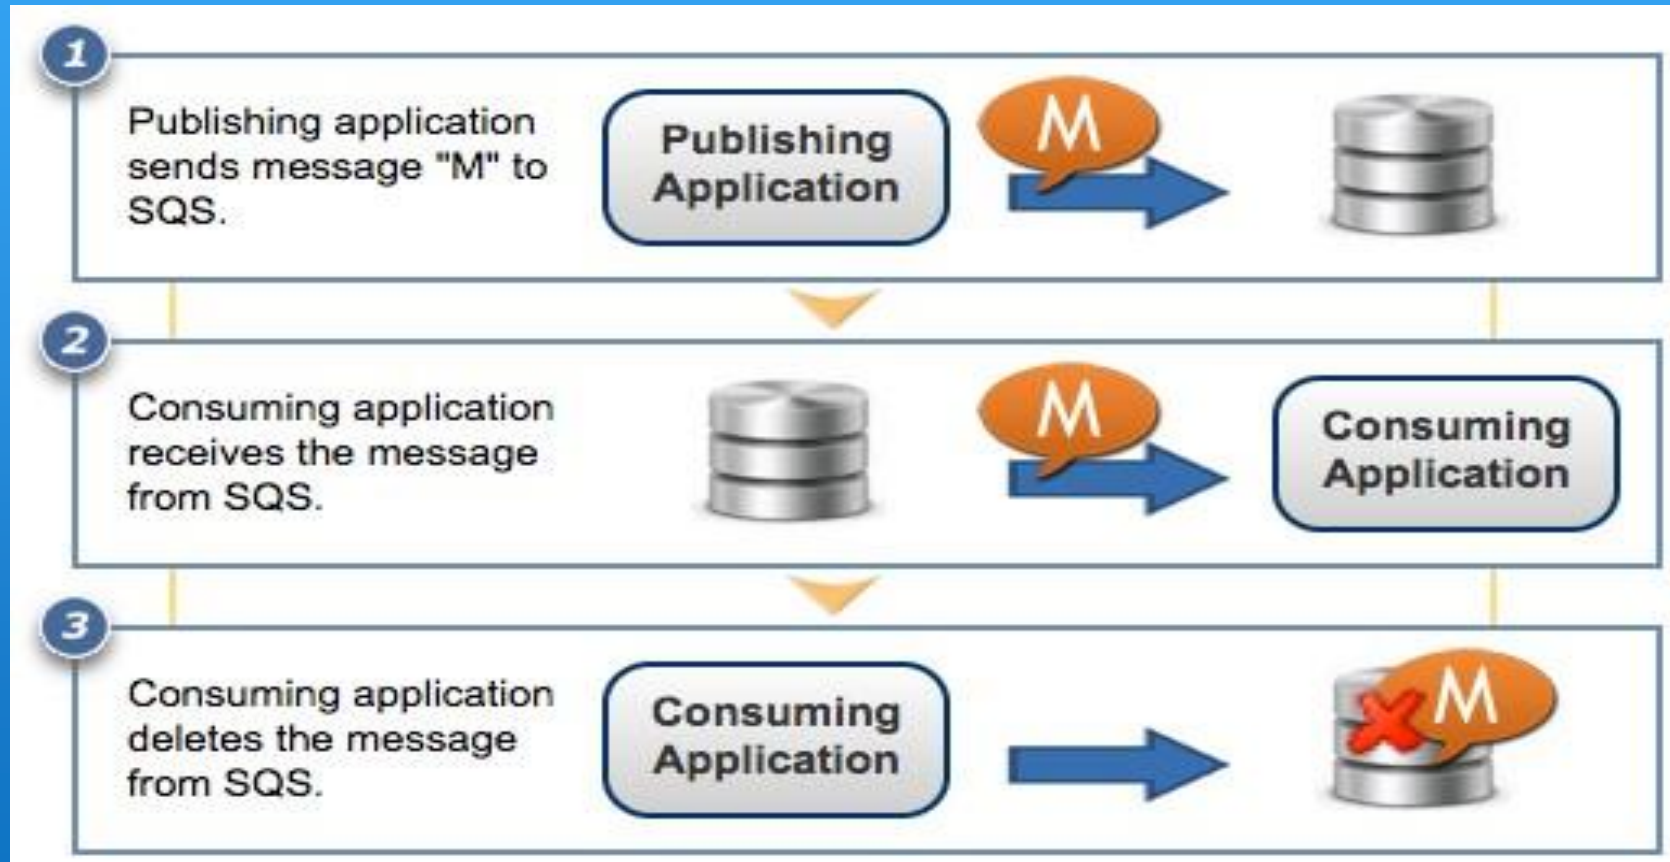 1
Publishing application
sends message "M" to
SQS.
Publishing
Application
M
2
Consuming application
receives the message
from SQS.
M
Consuming
Application
3
Consuming application
deletes the message
from SQS.
Consuming
Application
M